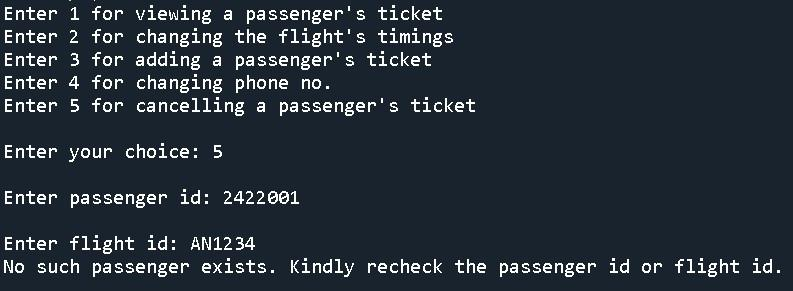 Enter 1 for viewing a passenger's ticket
Enter 2 for changing the flight's timings
Enter 3 for adding a passenger's ticket
Enter 4 for changing phone no.
Enter 5 for cancelling a passenger's ticket
Enter your choice: 5
Enter passenger id: 2422001
Enter flight id: AN1234
No such passenger exists. Kindly recheck the passenger id or flight id.